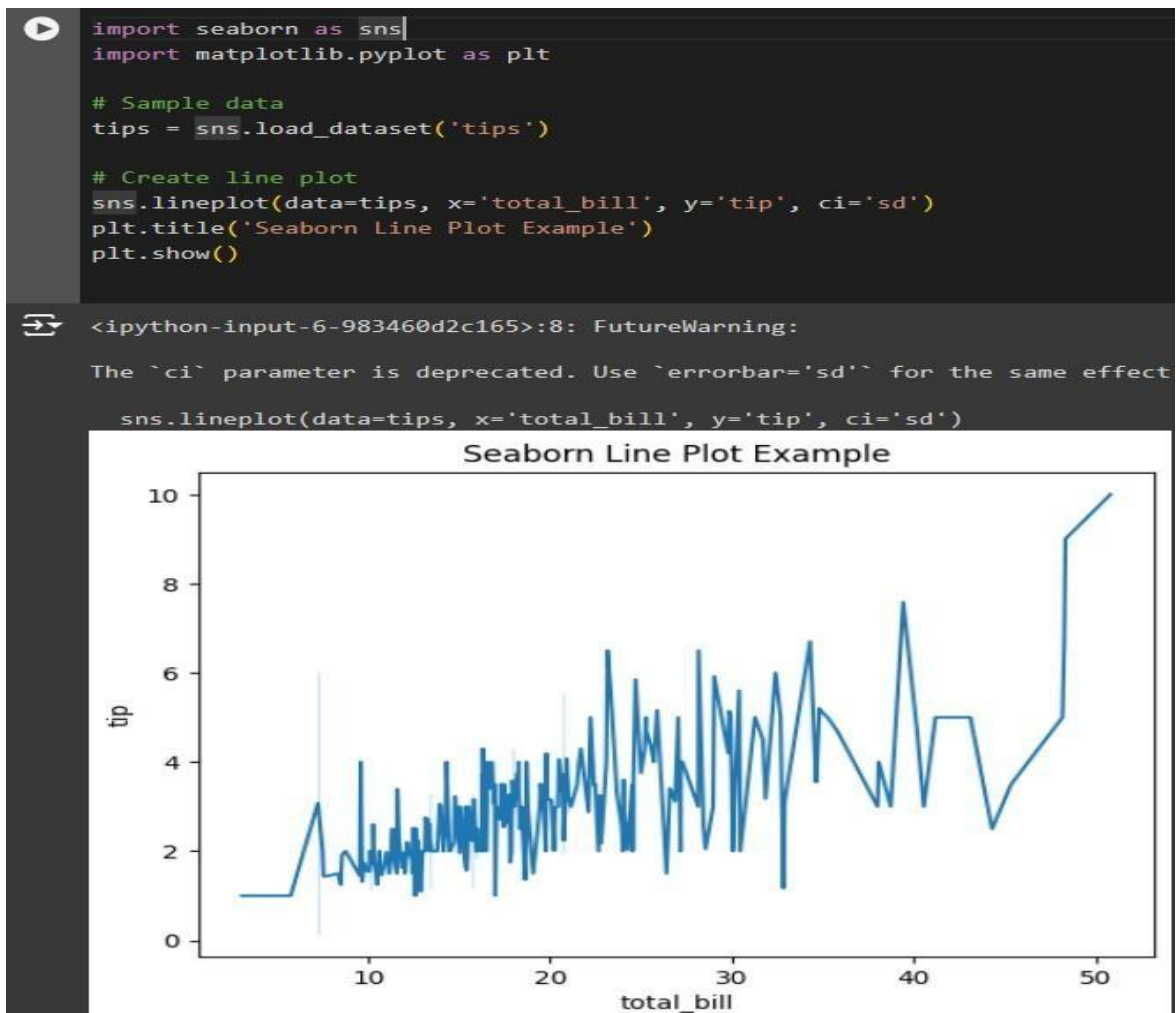 import seaborn as sns
import matplotlib.pyplot as plt
# Sample data
tips = sns.load_dataset('tips')
# Create line plot
sns.lineplot(data=tips, x='total_bill', y='tip', ci='sd')
plt.title('Seaborn Line Plot Example')
plt.show()
<ipython-input-6-983460d2c165>:8: FutureWarning:
The `ci` parameter is deprecated. Use `errorbar='sd'` for the same effect
sns.lineplot(data=tips, x='total_bill', y='tip', ci='sd')
Seaborn Line Plot Example
10
8
6
tip
4
2
0
10 20 30 40 50
total_bill